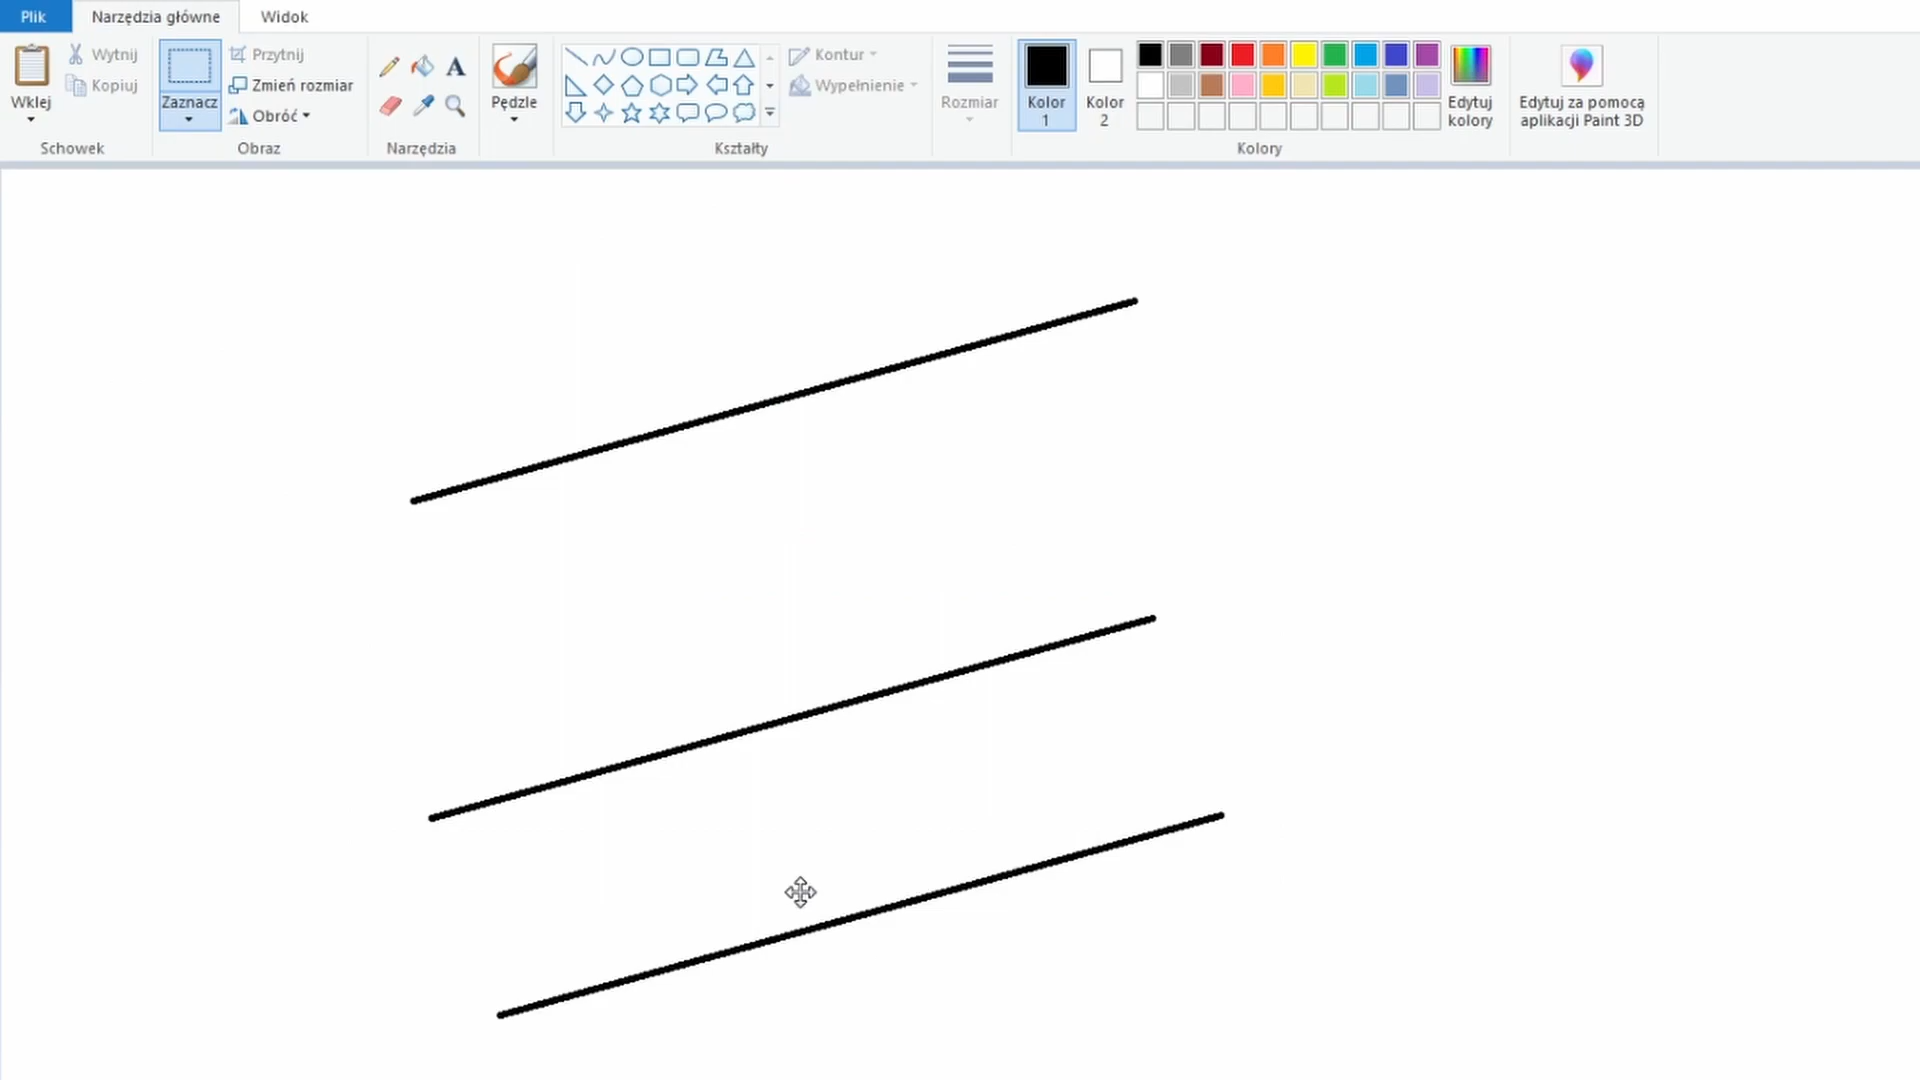 Plik Narzędzia główne Widok
Wklej
Wytnij
Kopiuj
Schowek
Zaznacz
Przytnij
Zmień rozmiar
Obróć
Obraz
A
Narzędzia
Pędzle
Kształty
Kontur
Wypełnienie
Rozmiar
Kolor
1
Kolor
2
Kolory
Edytuj
kolory
Edytuj za pomocą
aplikacji Paint 3D